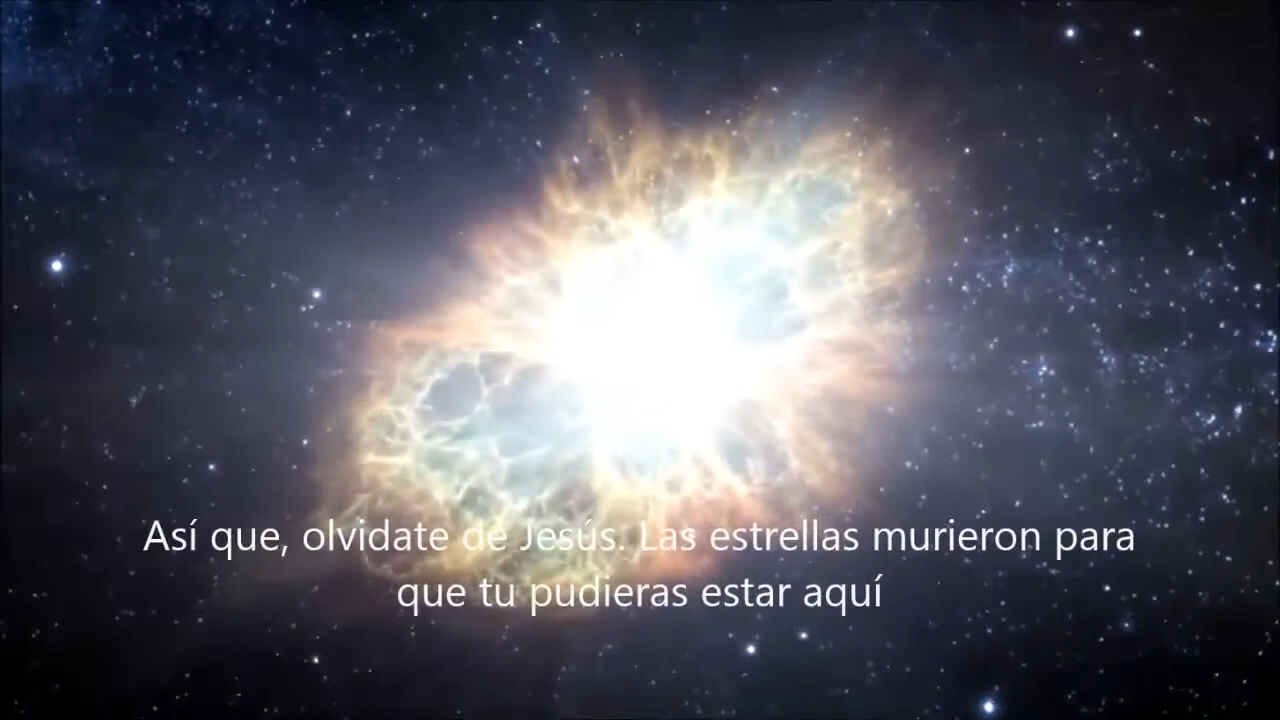 Así que, olvidate de Jesús. Las estrellas murieron para
que tu pudieras estar aquí